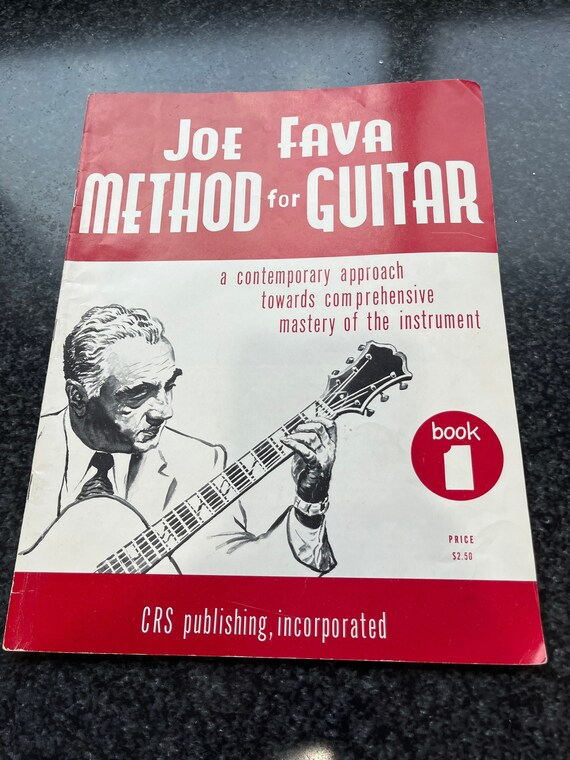 JOE FAVA
METHOD for GUITAR
a contemporary approach
towards comprehensive
mastery of the instrument
book
1
PRICE
$2.50
CRS publishing, incorporated